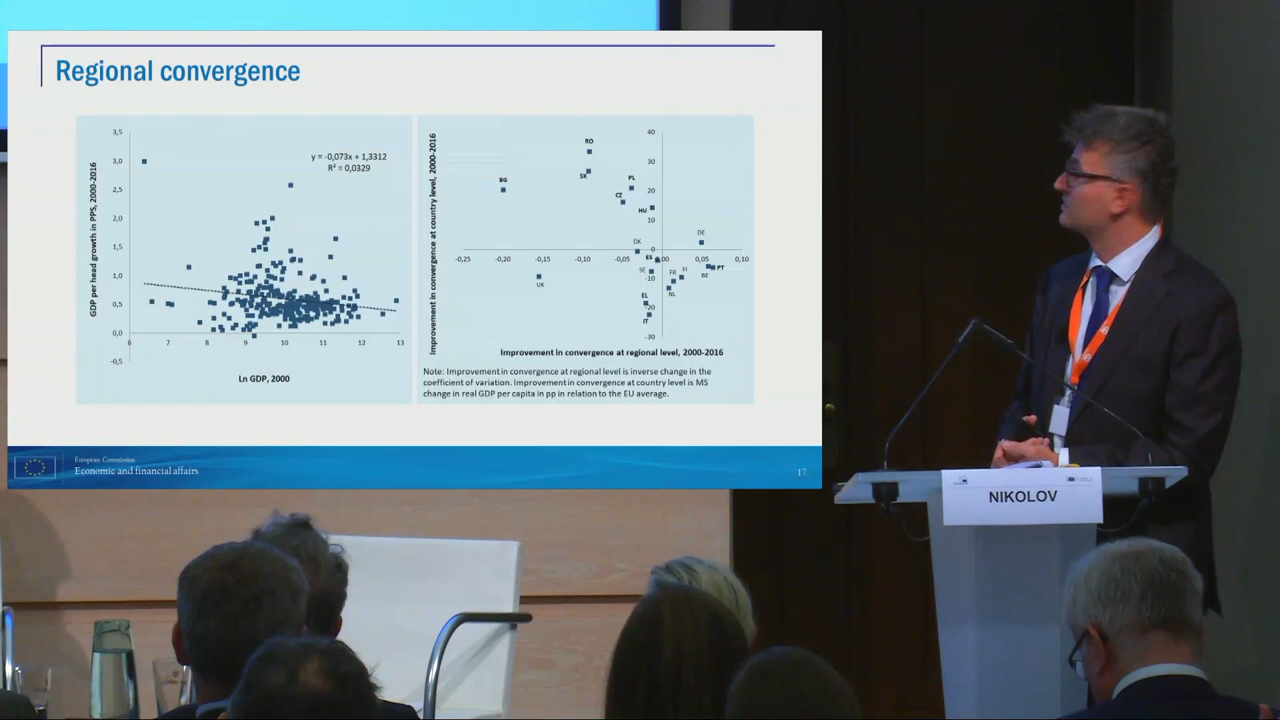 Regional convergence
GDP per head growth in PPS, 2000-2016
3,5
3,0
2,5
2,0
1,5
1,0
0,5
0,0
-0,5
y = -0,073x + 1,3312
R² = 0,0329
6 7 8 9 10 11 12 13
Ln GDP, 2000
Improvement in convergence at country level, 2000-2016
40
30
20
10
0
-10
-20
-30
-0,25 -0,20 -0,15 -0,10 -0,05 0,00 0,05 0,10
RO
SK
BG
PL
CZ
HU
DE
DK
ES
SE
FR
FI
BE
PT
UK
NL
EL
IT
Improvement in convergence at regional level, 2000-2016
Note: Improvement in convergence at regional level is inverse change in the
coefficient of variation. Improvement in convergence at country level is MS
change in real GDP per capita in pp in relation to the EU average.
European Commission
Economic and financial affairs
17
NIKOLOV